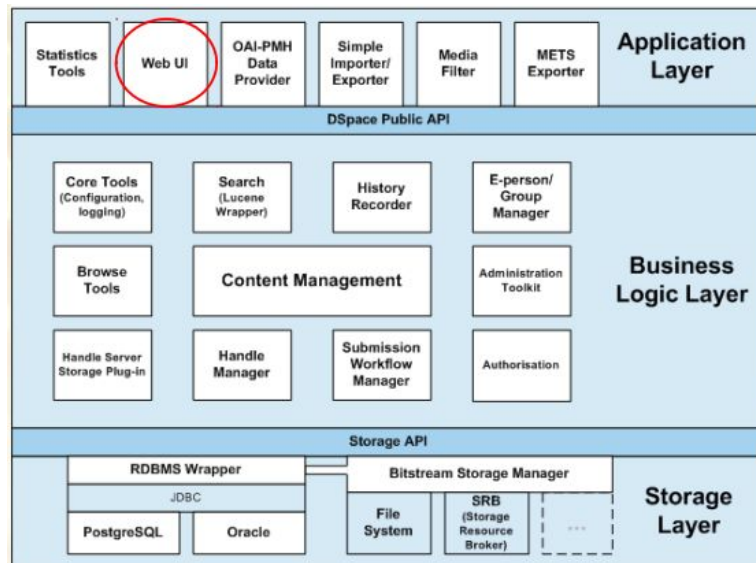 Statistics
Tools
Web UI
OAI-PMH
Data
Provider
Simple
Importer/
Exporter
Media
Filter
METS
Exporter
Application
Layer
DSpace Public API
Core Tools
(Configuration,
logging)
Search
(Lucene
Wrapper)
History
Recorder
E-person/
Group
Manager
Browse
Tools
Content Management
Administration
Toolkit
Business
Logic Layer
Handle Server
Storage Plug-in
Handle
Manager
Submission
Workflow
Manager
Authorisation
Storage API
RDBMS Wrapper
JDBC
PostgreSQL
Oracle
Bitstream Storage Manager
File
System
SRB
(Storage
Resource
Broker)
...
Storage
Layer